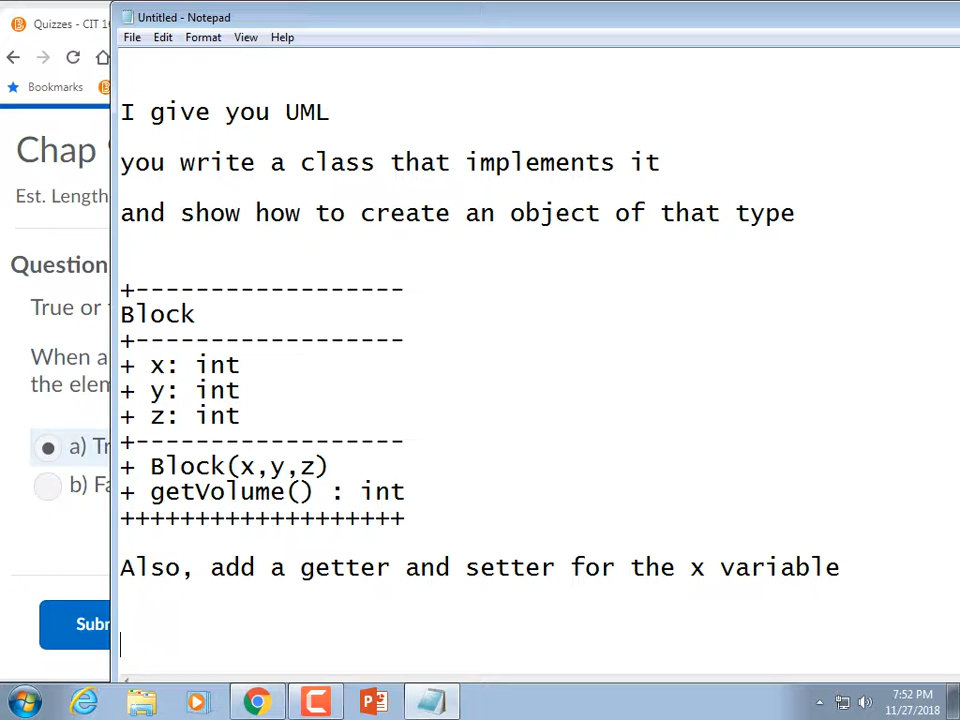 Quizzes - CIT 1
Untitled - Notepad
File Edit Format View Help
Bookmarks
I give you UML
you write a class that implements it
and show how to create an object of that type
Chap
Est. Length
Question
True or
When a
the elem
a) Tr
b) Fa
Subm
+------------------
Block
+------------------
+ x: int
+ y: int
+ z: int
+------------------
+ Block(x,y,z)
+ getVolume() : int
+++++++++++++++++++
Also, add a getter and setter for the x variable
7:52 PM
11/27/2018